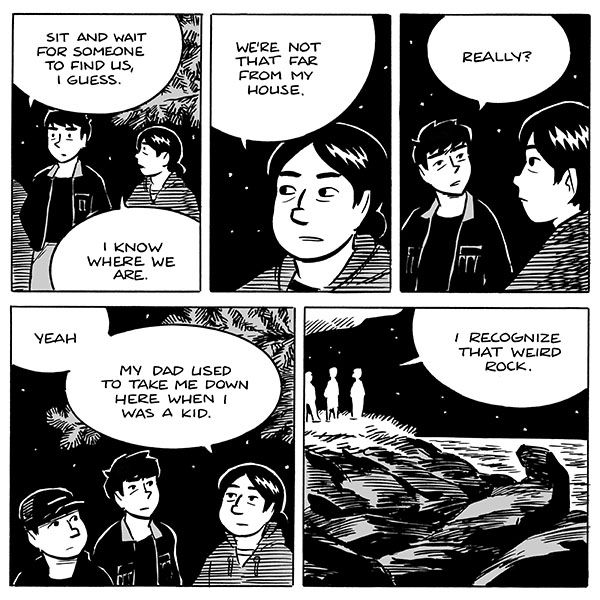 SIT AND WAIT
FOR SOMEONE
TO FIND US,
I GUESS.
I KNOW
WHERE WE
ARE.
WE'RE NOT
THAT FAR
FROM MY
HOUSE.
REALLY?
YEAH
MY DAD USED
TO TAKE ME DOWN
HERE WHEN I
WAS A KID.
I RECOGNIZE
THAT WEIRD
ROCK.